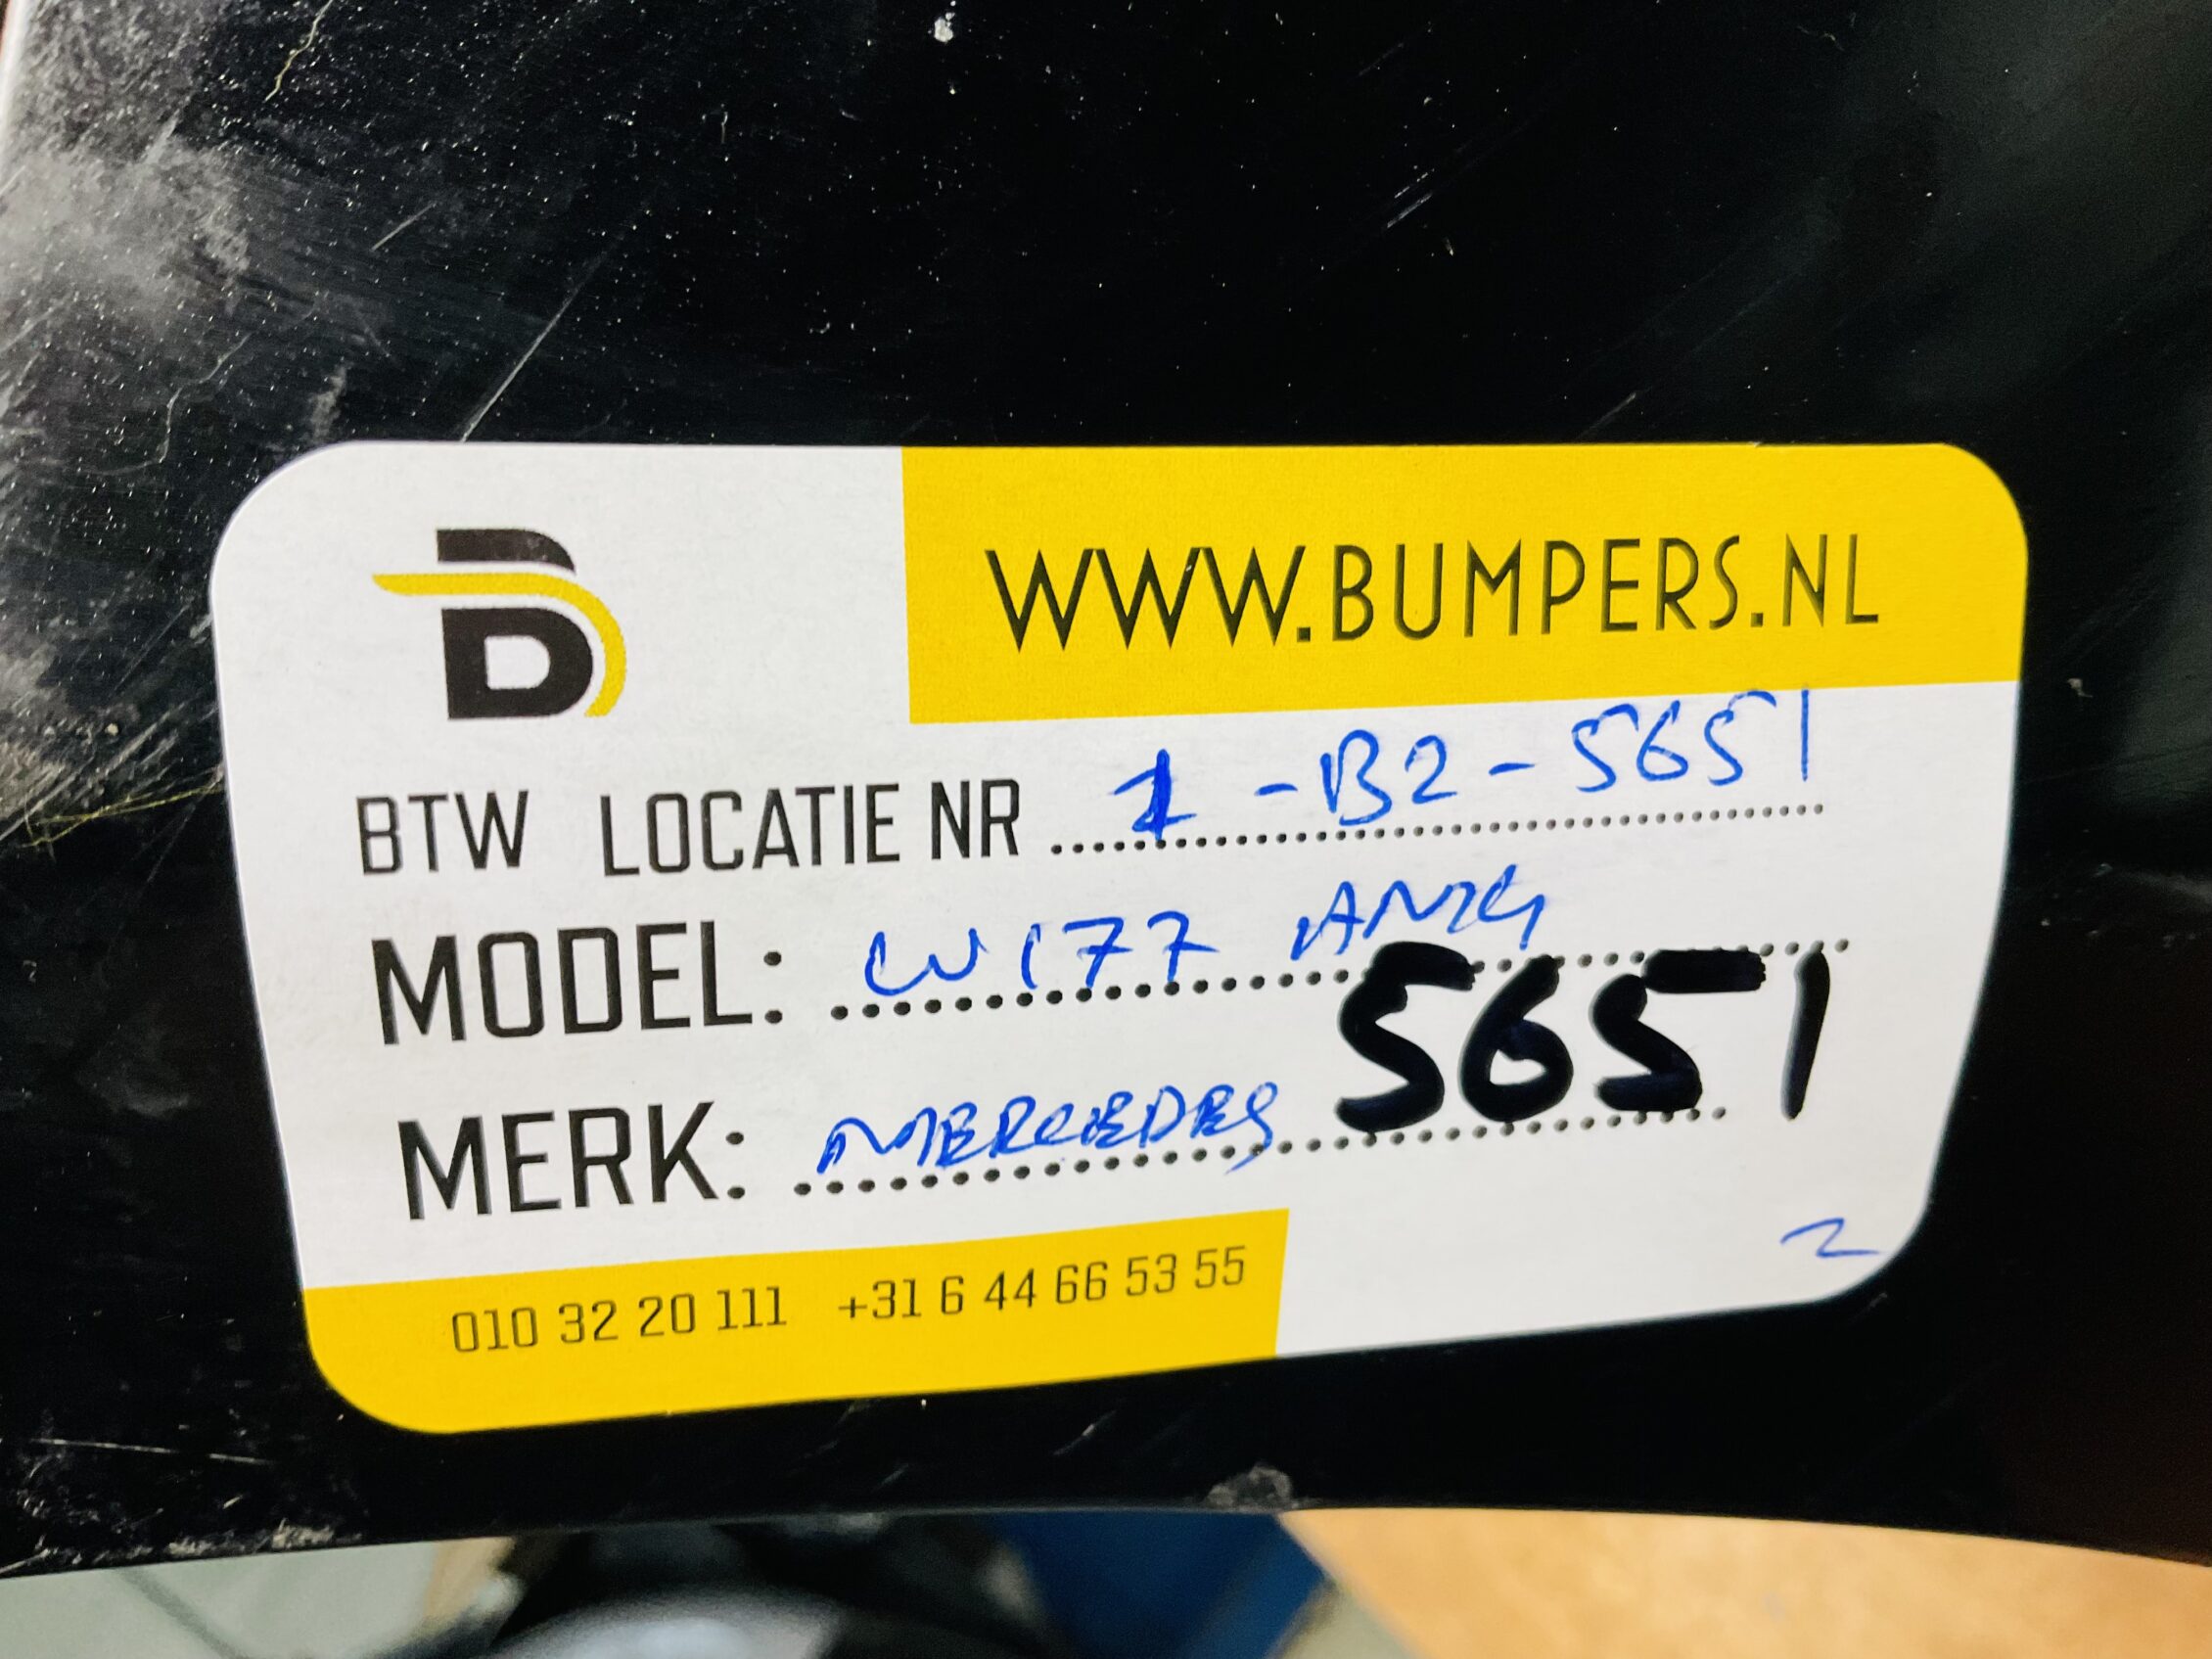 WWW.BUMPERS.NL
BTW LOCATIE NR 1-B2-5651
MODEL: W177 AMG
5651
MERK: MERCEDES
2
010 32 20 111 +31 6 44 66 53 55